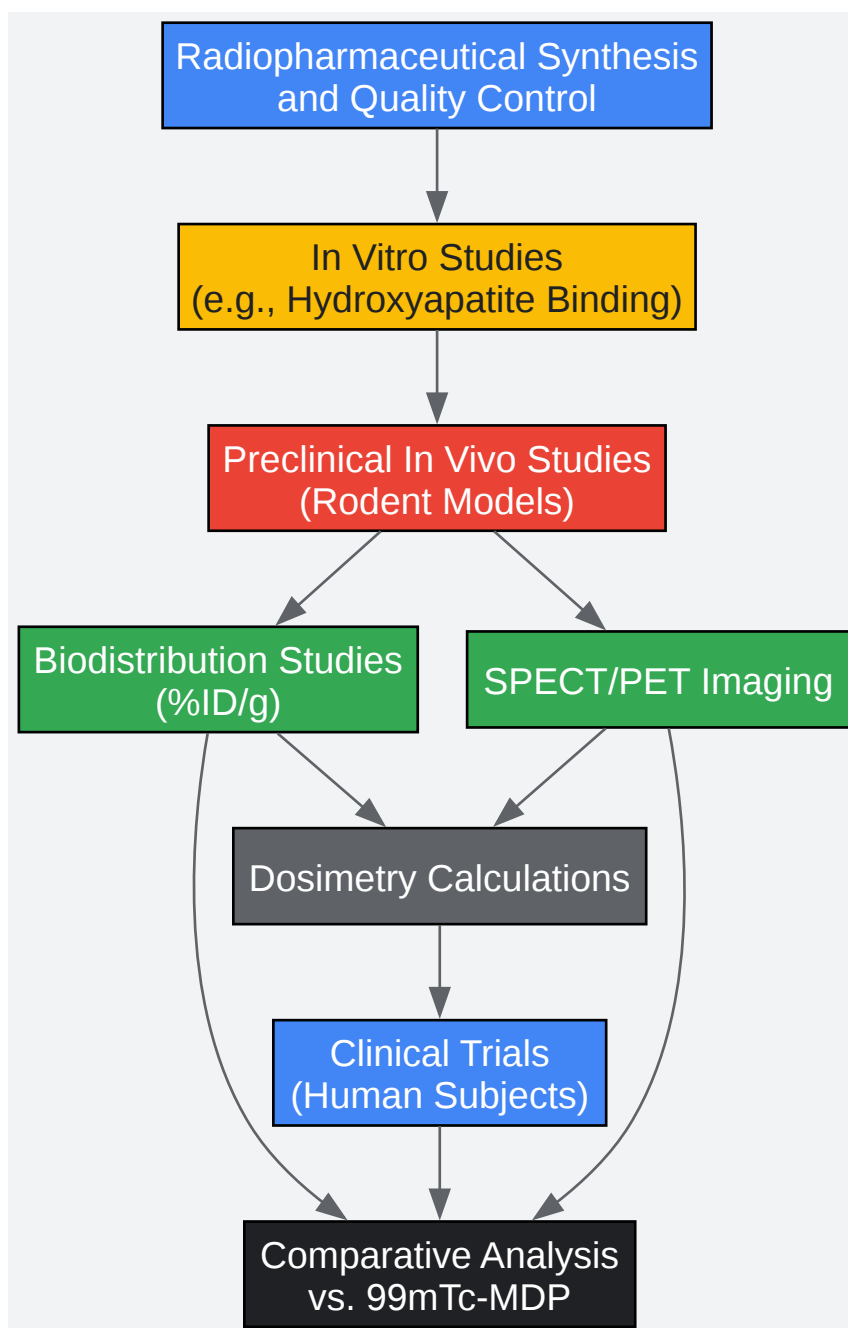 Radiopharmaceutical Synthesis
and Quality Control
In Vitro Studies
(e.g., Hydroxyapatite Binding)
Preclinical In Vivo Studies
(Rodent Models)
Biodistribution Studies
(%ID/g)
SPECT/PET Imaging
Dosimetry Calculations
Clinical Trials
(Human Subjects)
Comparative Analysis
vs. 99mTc-MDP